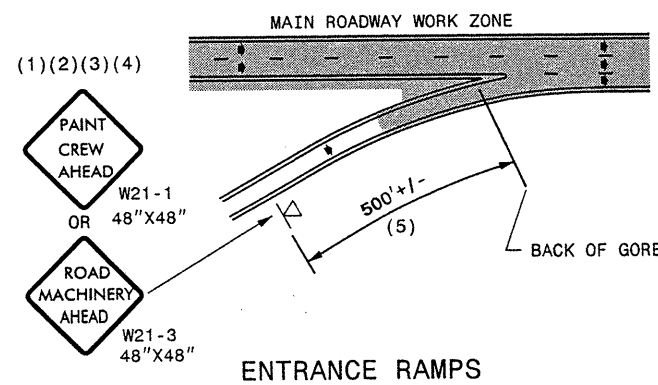 MAIN ROADWAY WORK ZONE
(1)(2)(3)(4)
PAINT
CREW
AHEAD
W21-1
48"X48"
OR
ROAD
MACHINERY
AHEAD
W21-3
48"X48"
500'+/-
(5)
BACK OF GORE
ENTRANCE RAMPS